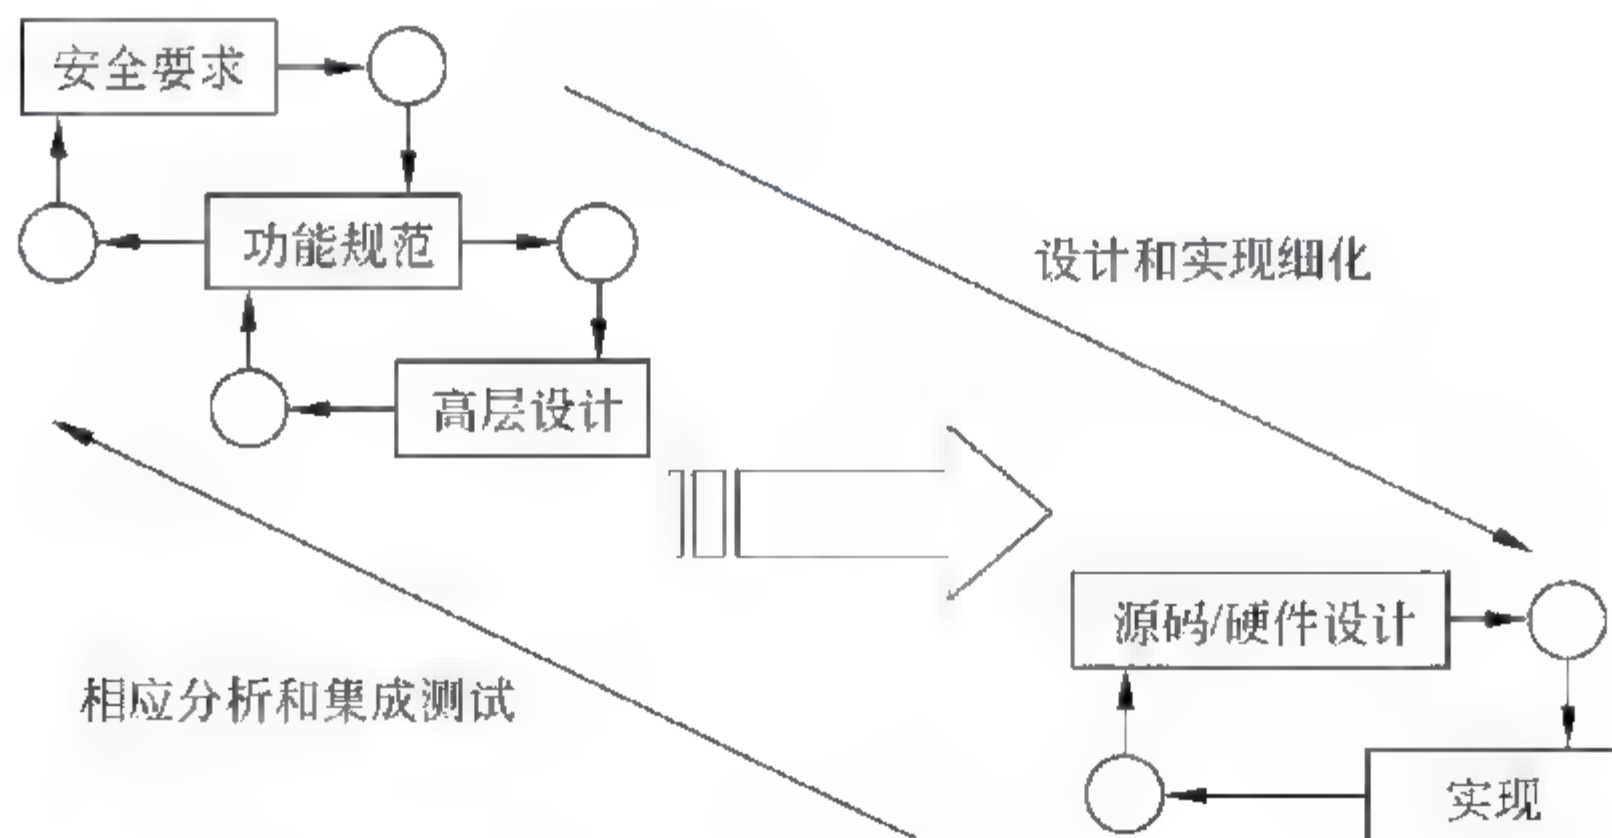 安全要求
功能规范
设计和实现细化
高层设计
源码/硬件设计
相应分析和集成测试
实现